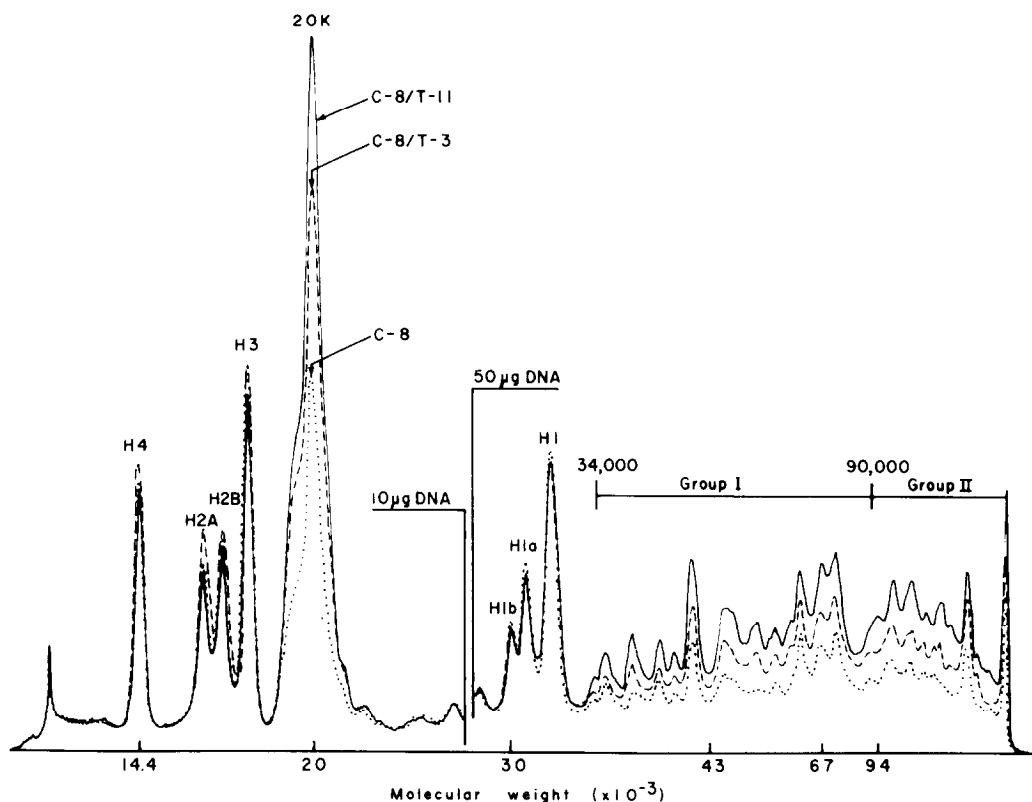 20K
C-8/T-11
C-8/T-3
C-8
H3
50 µg DNA
H4
H1
34,000
90,000
Group I
Group II
H2B
H2A
10 µg DNA
H1a
H1b
14.4
20
30
43
67
94
Molecular weight (x10⁻³)